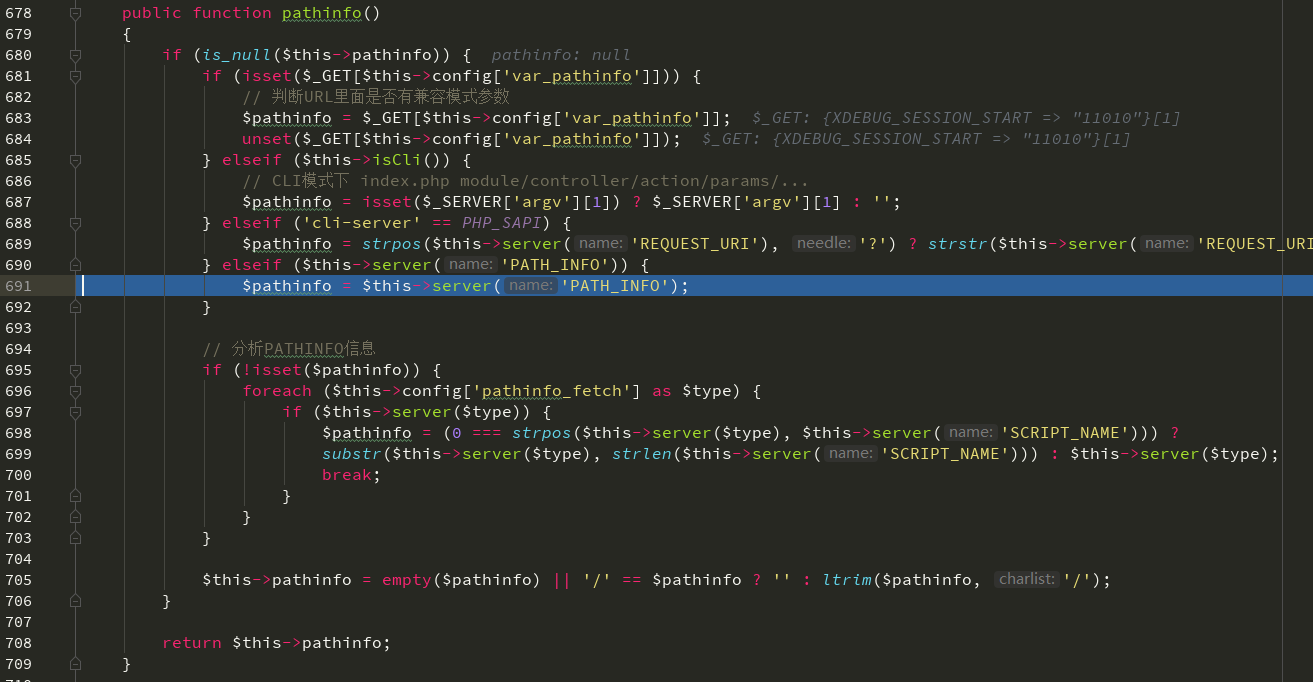 678 public function pathinfo()
679 {
680 if (is_null($this->pathinfo)) { pathinfo: null
681 if (isset($_GET[$this->config['var_pathinfo']])) {
682 // 判断URL里面是否有兼容模式参数
683 $pathinfo = $_GET[$this->config['var_pathinfo']]; $_GET: {XDEBUG_SESSION_START => "11010"}[1]
684 unset($_GET[$this->config['var_pathinfo']]); $_GET: {XDEBUG_SESSION_START => "11010"}[1]
685 } elseif ($this->isCli()) {
686 // CLI模式下 index.php module/controller/action/params/...
687 $pathinfo = isset($_SERVER['argv'][1]) ? $_SERVER['argv'][1] : '';
688 } elseif ('cli-server' == PHP_SAPI) {
689 $pathinfo = strpos($this->server( name: 'REQUEST_URI'), needle: '?') ? strstr($this->server( name: 'REQUEST_URI
690 } elseif ($this->server( name: 'PATH_INFO')) {
691 $pathinfo = $this->server( name: 'PATH_INFO');
692 }
693
694 // 分析PATHINFO信息
695 if (!isset($pathinfo)) {
696 foreach ($this->config['pathinfo_fetch'] as $type) {
697 if ($this->server($type)) {
698 $pathinfo = (0 === strpos($this->server($type), $this->server( name: 'SCRIPT_NAME'))) ?
699 substr($this->server($type), strlen($this->server( name: 'SCRIPT_NAME'))) : $this->server($type);
700 break;
701 }
702 }
703 }
704
705 $this->pathinfo = empty($pathinfo) || '/' == $pathinfo ? '' : ltrim($pathinfo, charlist: '/');
706 }
707
708 return $this->pathinfo;
709 }